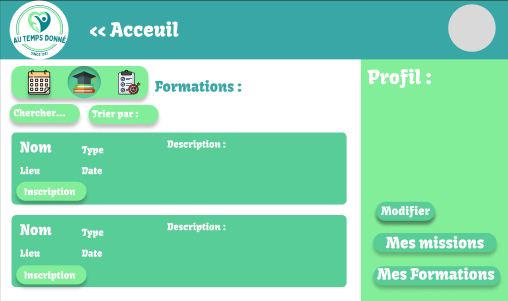 AU TEMPS DONNÉ
SINCE 1987
<< Acceuil
Formations :
Chercher...
Trier par :
Nom
Type
Description :
Lieu
Date
Inscription
Nom
Type
Description :
Lieu
Date
Inscription
Profil :
Modifier
Mes missions
Mes Formations